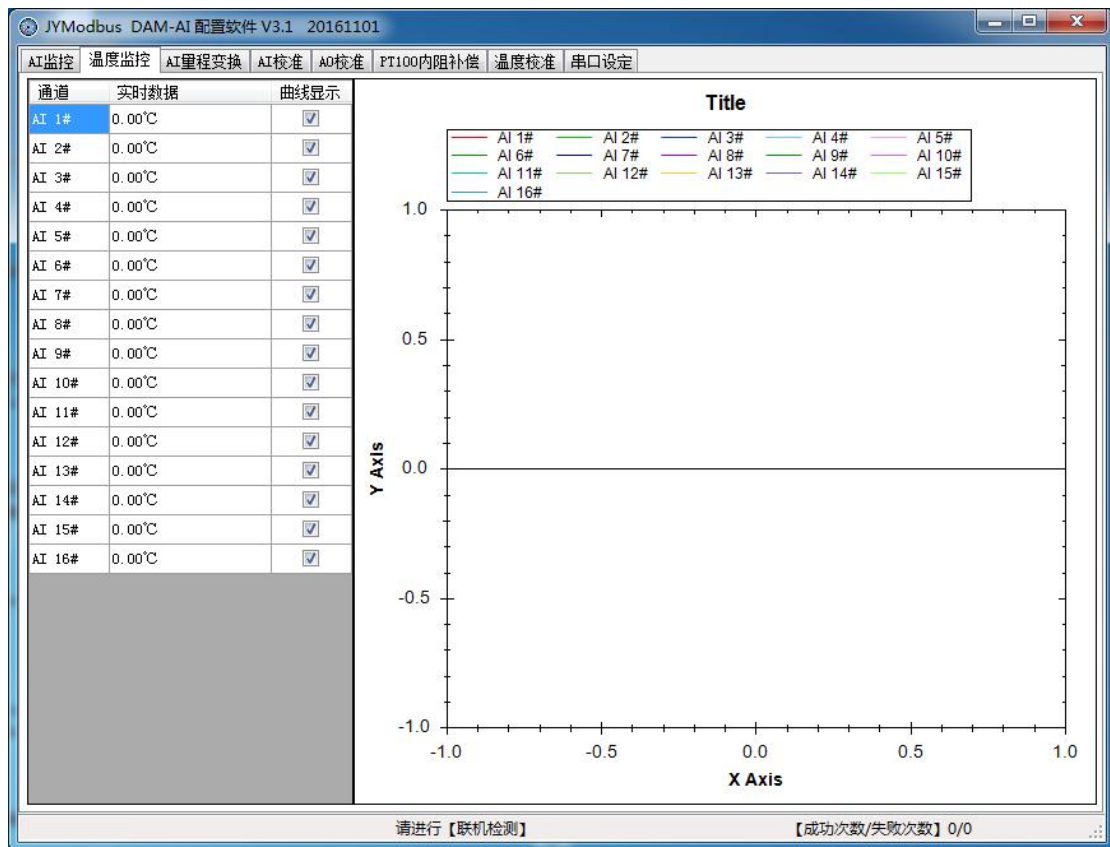 JYModbus DAM-AI 配置软件 V3.1 20161101
AI监控 温度监控 AI量程变换 AI校准 AO校准 PT100内阻补偿 温度校准 串口设定
通道 实时数据 曲线显示
AI 1# 0.00℃
AI 2# 0.00℃
AI 3# 0.00℃
AI 4# 0.00℃
AI 5# 0.00℃
AI 6# 0.00℃
AI 7# 0.00℃
AI 8# 0.00℃
AI 9# 0.00℃
AI 10# 0.00℃
AI 11# 0.00℃
AI 12# 0.00℃
AI 13# 0.00℃
AI 14# 0.00℃
AI 15# 0.00℃
AI 16# 0.00℃
Title
AI 1# AI 2# AI 3# AI 4# AI 5#
AI 6# AI 7# AI 8# AI 9# AI 10#
AI 11# AI 12# AI 13# AI 14# AI 15#
AI 16#
1.0
0.5
0.0
-0.5
-1.0
Y Axis
-1.0 -0.5 0.0 0.5 1.0
X Axis
请进行【联机检测】 【成功次数/失败次数】0/0